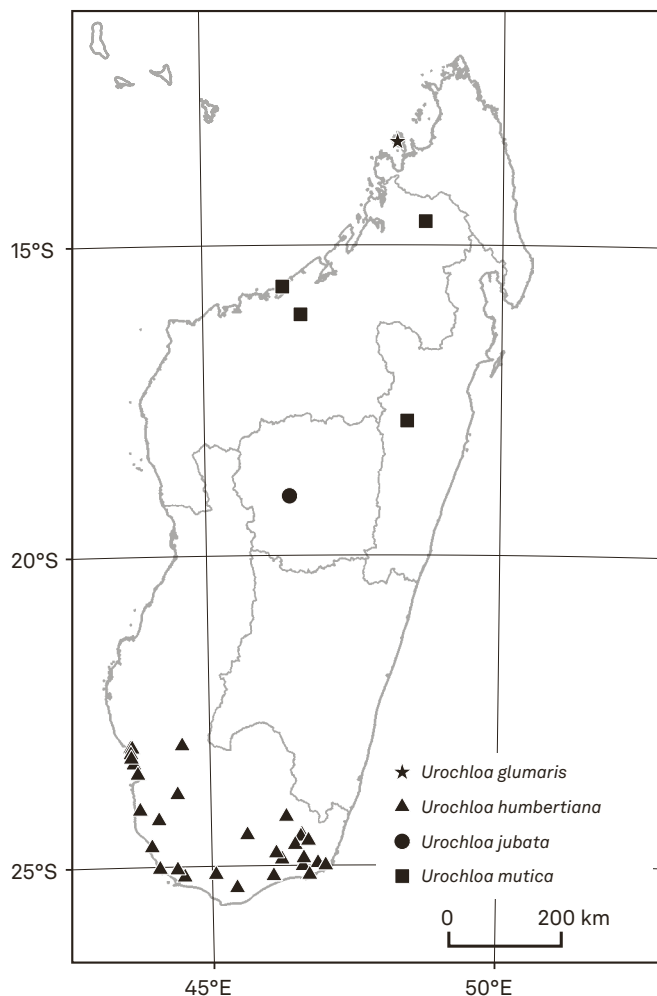 15°S
20°S
25°S
Urochloa glumaris
Urochloa humbertiana
Urochloa jubata
Urochloa mutica
0 200 km
45°E 50°E